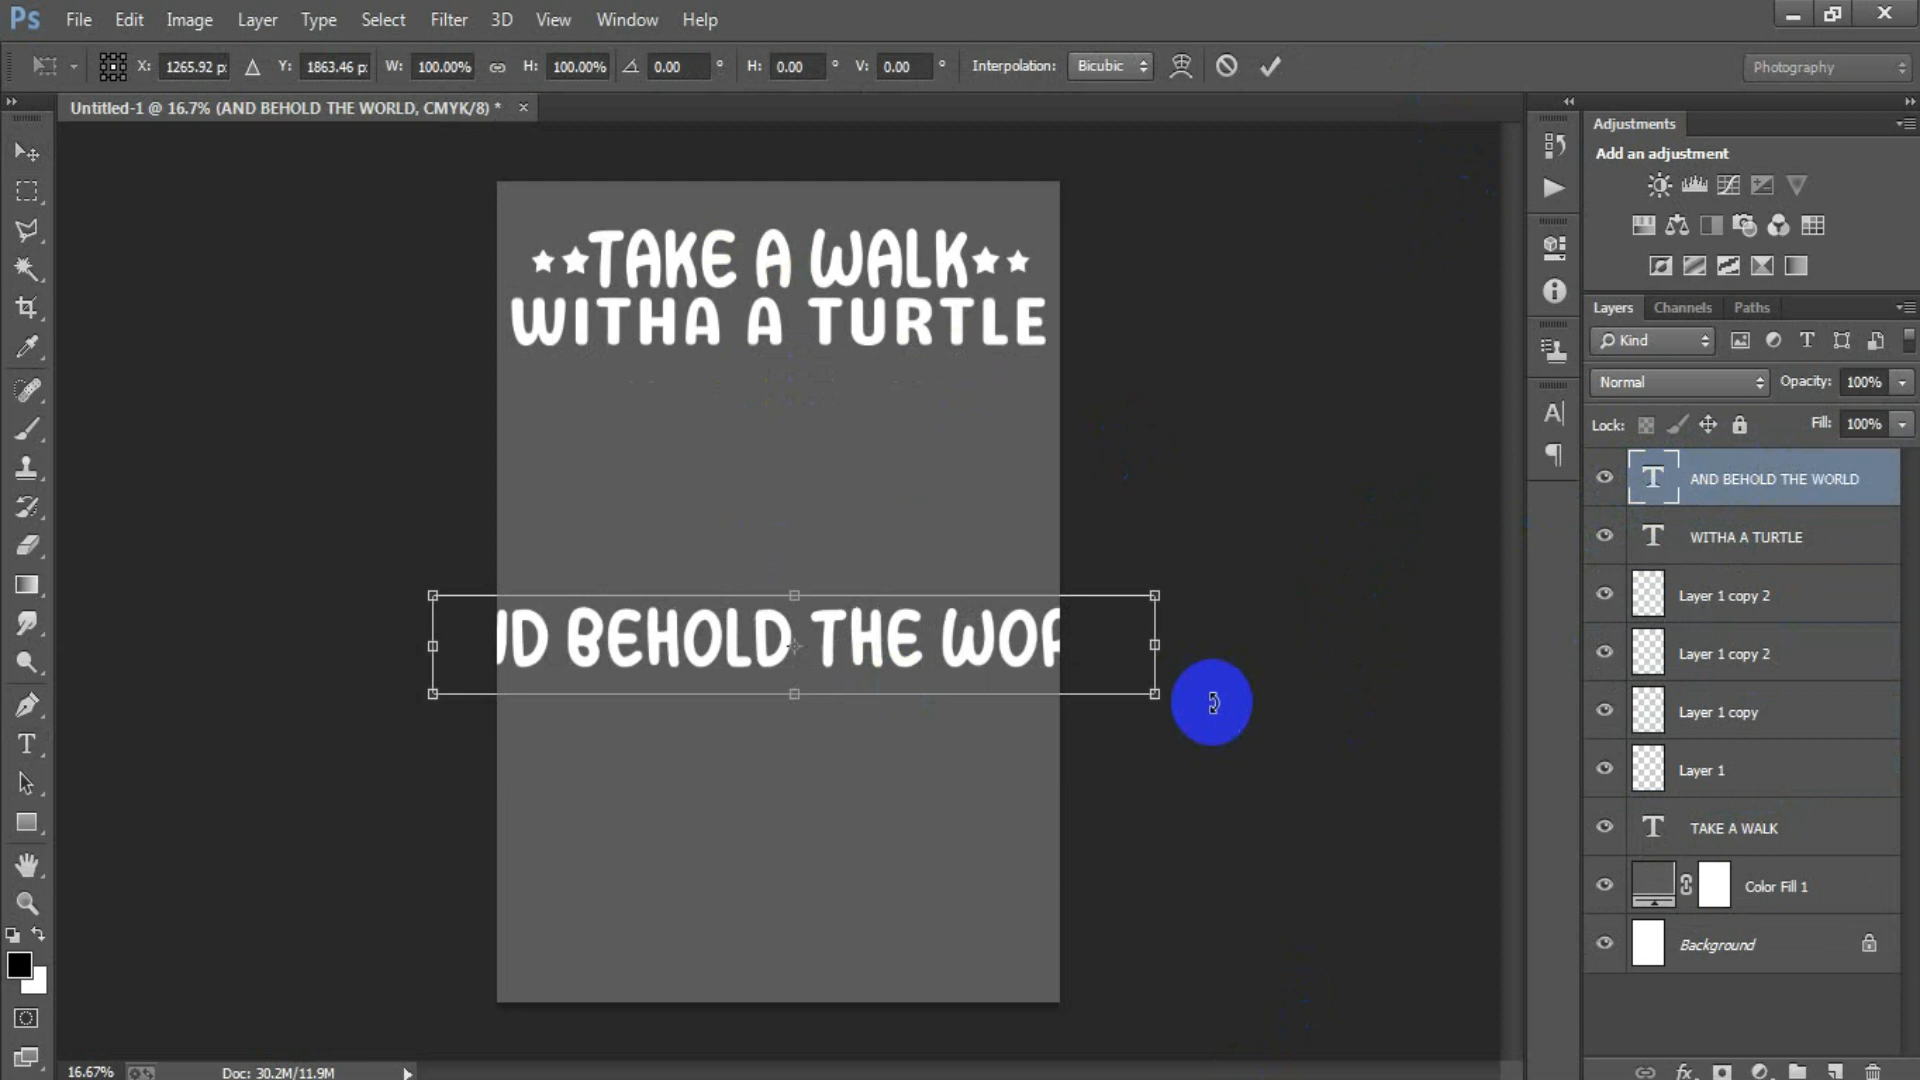 Ps File Edit Image Layer Type Select Filter 3D View Window Help
X: 1265.92 p: Y: 1863.46 p: W: 100.00% H: 100.00% 0.00 ° H: 0.00 ° V: 0.00 ° Interpolation: Bicubic Photography
Untitled-1 @ 16.7% (AND BEHOLD THE WORLD, CMYK/8) * ×
Adjustments
Add an adjustment
TAKE A WALK
WITHA A TURTLE
ND BEHOLD THE WOR
Layers Channels Paths
Kind
Normal Opacity: 100%
Lock: Fill: 100%
AND BEHOLD THE WORLD
WITHA A TURTLE
Layer 1 copy 2
Layer 1 copy 2
Layer 1 copy
Layer 1
TAKE A WALK
Color Fill 1
Background
16.67% Doc: 30.2M/11.9M